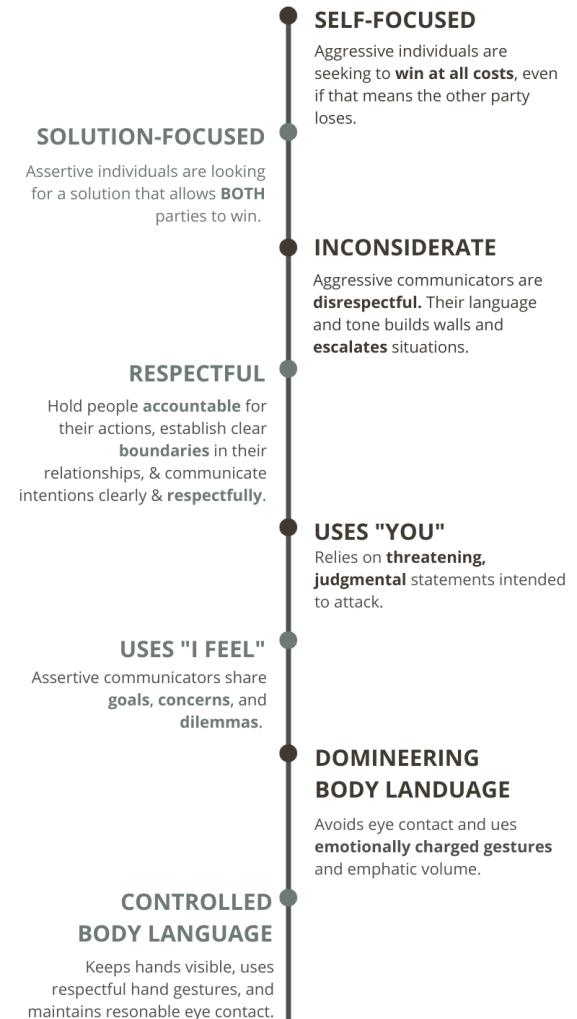 SELF-FOCUSED
Aggressive individuals are
seeking to win at all costs, even
if that means the other party
loses.
SOLUTION-FOCUSED
Assertive individuals are looking
for a solution that allows BOTH
parties to win.
INCONSIDERATE
Aggressive communicators are
disrespectful. Their language
and tone builds walls and
escalates situations.
RESPECTFUL
Hold people accountable for
their actions, establish clear
boundaries in their
relationships, & communicate
intentions clearly & respectfully.
USES "YOU"
Relies on threatening,
judgmental statements intended
to attack.
USES "I FEEL"
Assertive communicators share
goals, concerns, and
dilemmas.
DOMINEERING
BODY LANDUAGE
Avoids eye contact and ues
emotionally charged gestures
and emphatic volume.
CONTROLLED
BODY LANGUAGE
Keeps hands visible, uses
respectful hand gestures, and
maintains resonable eye contact.